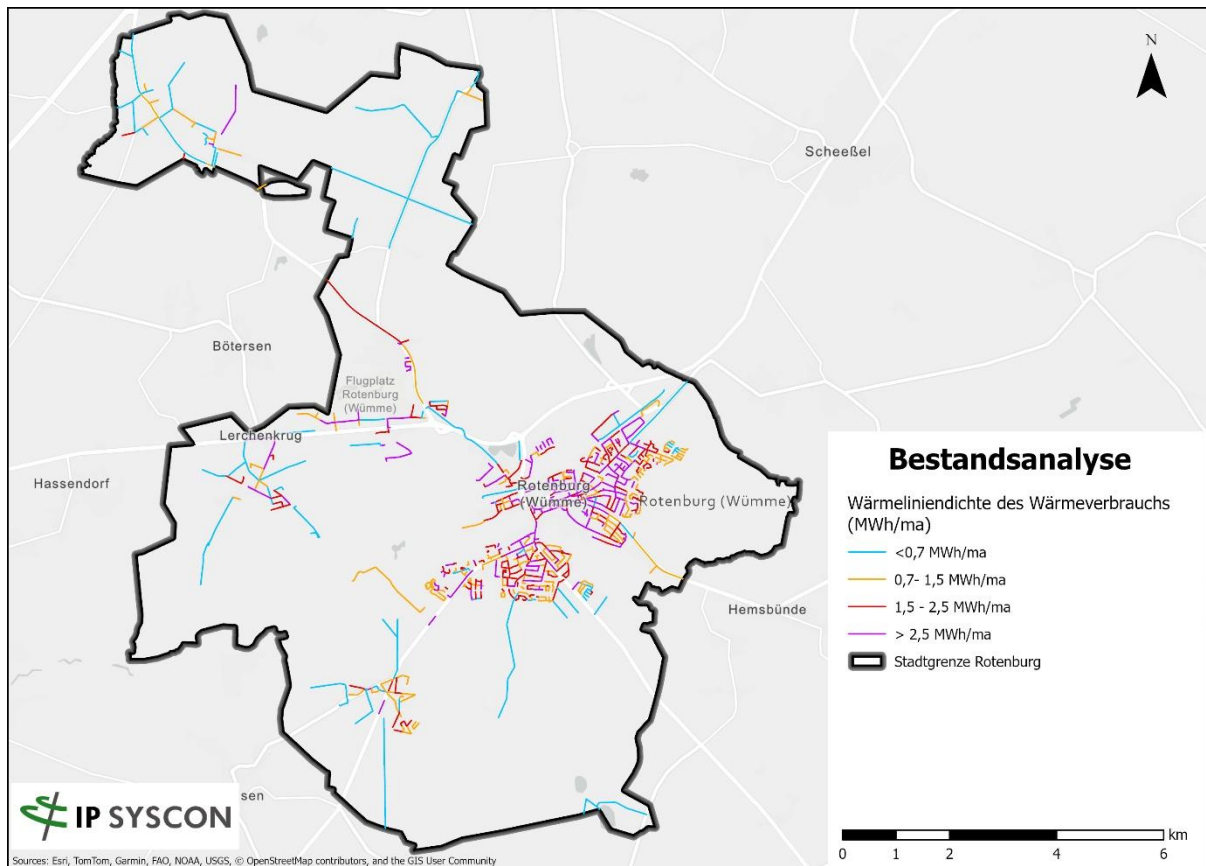 N
Scheeßel
Bötersen
Flugplatz
Rotenburg
(Wümme)
Lerchenkrug
Hassendorf
Rotenburg
(Wümme)
Rotenburg (Wümme)
Hemsbünde
sen
Bestandsanalyse
Wärmeliniendichte des Wärmeverbrauchs
(MWh/ma)
<0,7 MWh/ma
0,7- 1,5 MWh/ma
1,5 - 2,5 MWh/ma
> 2,5 MWh/ma
Stadtgrenze Rotenburg
IP SYSCON
km
0 1 2 4 6
Sources: Esri, TomTom, Garmin, FAO, NOAA, USGS, © OpenStreetMap contributors, and the GIS User Community